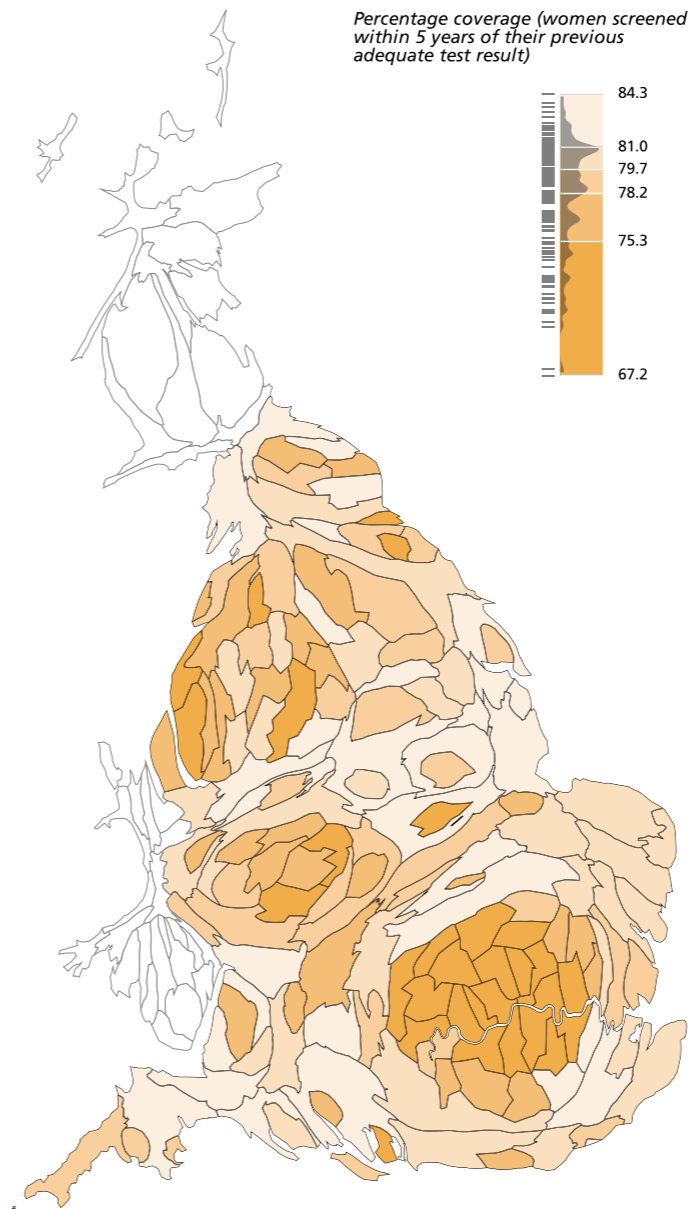 Percentage coverage (women screened
within 5 years of their previous
adequate test result)
84.3
81.0
79.7
78.2
75.3
67.2